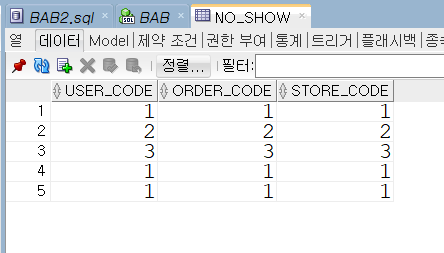 BAB2.sql BAB NO_SHOW
열 데이터 Model 제약 조건 권한 부여 통계 트리거 플래시백
정렬... 필터:
USER_CODE ORDER_CODE STORE_CODE
1 1 1 1
2 2 2 2
3 3 3 3
4 1 1 1
5 1 1 1